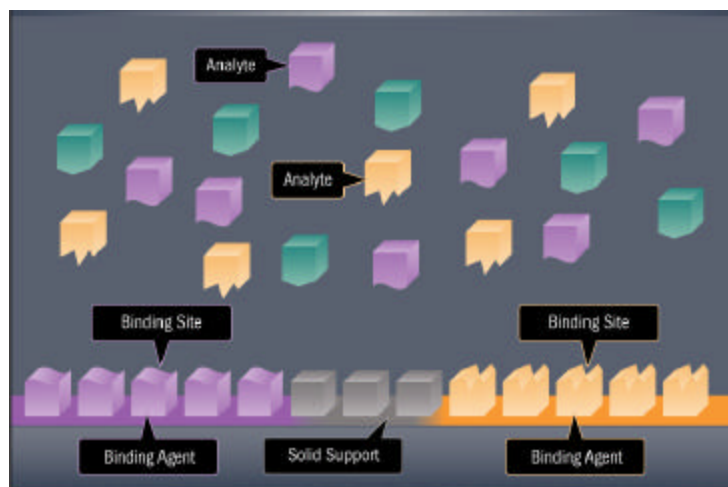 Analyte
Analyte
Binding Site
Binding Site
Binding Agent
Solid Support
Binding Agent